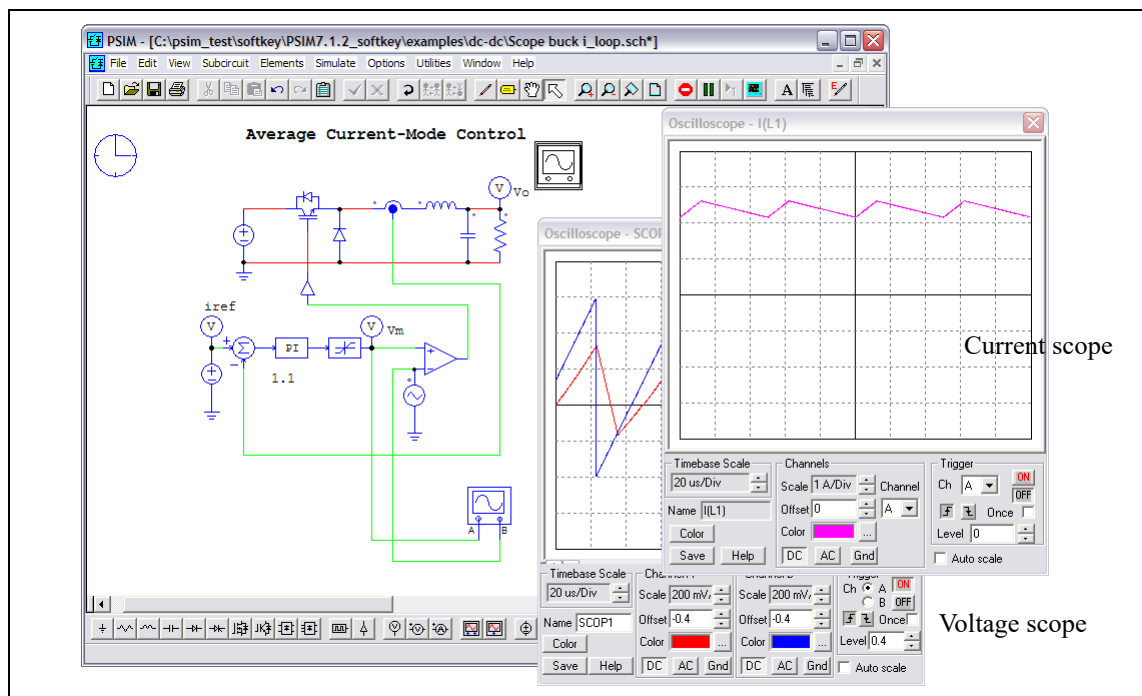 PSIM - [C:\psim_test\softkey\PSIM7.1.2_softkey\examples\dc-dc\Scope buck i_loop.sch*]
File Edit View Subcircuit Elements Simulate Options Utilities Window Help
Average Current-Mode Control
V Vo
iref
V
V Vm
PI
1.1
A B
Oscilloscope - I(L1)
Timebase Scale
20 us/Div
Name I(L1)
Color
Save Help
Channels
Scale 1 A/Div Channel
Offset 0 A
Color ...
DC AC Gnd
Trigger
Ch A ON
OFF
Once
Level 0
Auto scale
Current scope
Oscilloscope - SCOP
Timebase Scale
20 us/Div
Name SCOP1
Color
Save Help
Scale 200 mV/
Offset -0.4
Color ...
DC AC Gnd
Scale 200 mV/
Offset -0.4
Color ...
DC AC Gnd
Trigger
Ch A ON
B OFF
Once
Level 0.4
Auto scale
Voltage scope